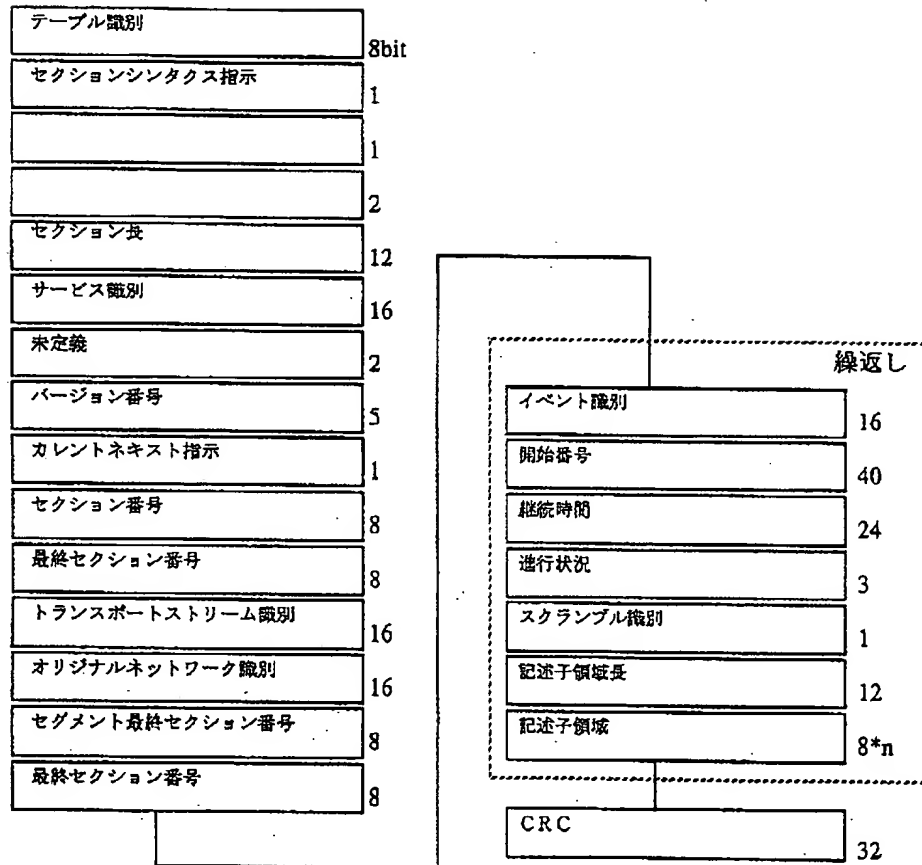 テーブル識別
8bit
セクションシンタクス指示
1
1
2
セクション長
12
サービス識別
16
未定義
2
バージョン番号
5
カレントネキスト指示
1
セクション番号
8
最終セクション番号
8
トランスポートストリーム識別
16
オリジナルネットワーク識別
16
セグメント最終セクション番号
8
最終セクション番号
8
繰返し
イベント識別
16
開始番号
40
継続時間
24
進行状況
3
スクランブル識別
1
記述子領域長
12
記述子領域
8*n
CRC
32